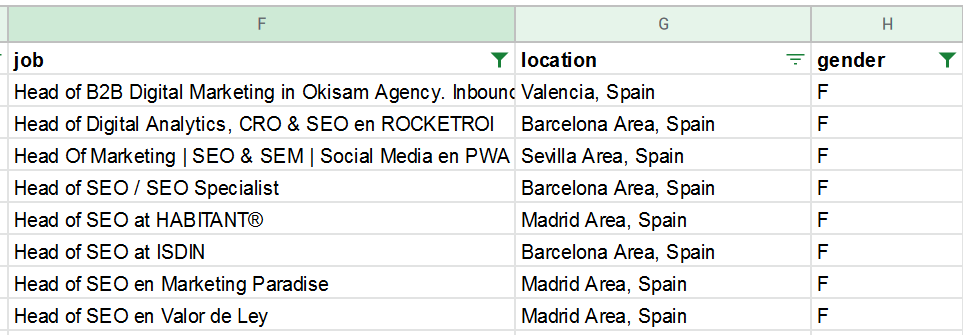 F G H
job location gender
Head of B2B Digital Marketing in Okisam Agency. Inbound Valencia, Spain F
Head of Digital Analytics, CRO & SEO en ROCKETROI Barcelona Area, Spain F
Head Of Marketing | SEO & SEM | Social Media en PWA Sevilla Area, Spain F
Head of SEO / SEO Specialist Barcelona Area, Spain F
Head of SEO at HABITANT® Madrid Area, Spain F
Head of SEO at ISDIN Barcelona Area, Spain F
Head of SEO en Marketing Paradise Madrid Area, Spain F
Head of SEO en Valor de Ley Madrid Area, Spain F